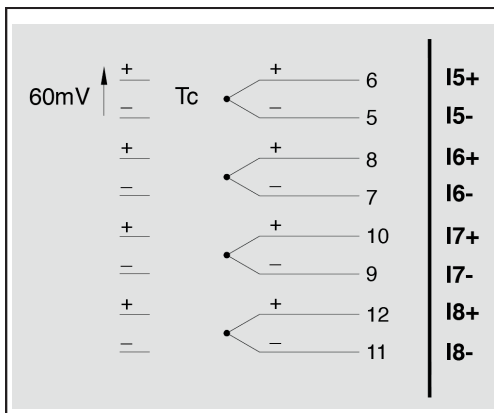 + + 6 I5+
60mV Tc
– – 5 I5-
+ + 8 I6+
– – 7 I6-
+ + 10 I7+
– – 9 I7-
+ + 12 I8+
– – 11 I8-